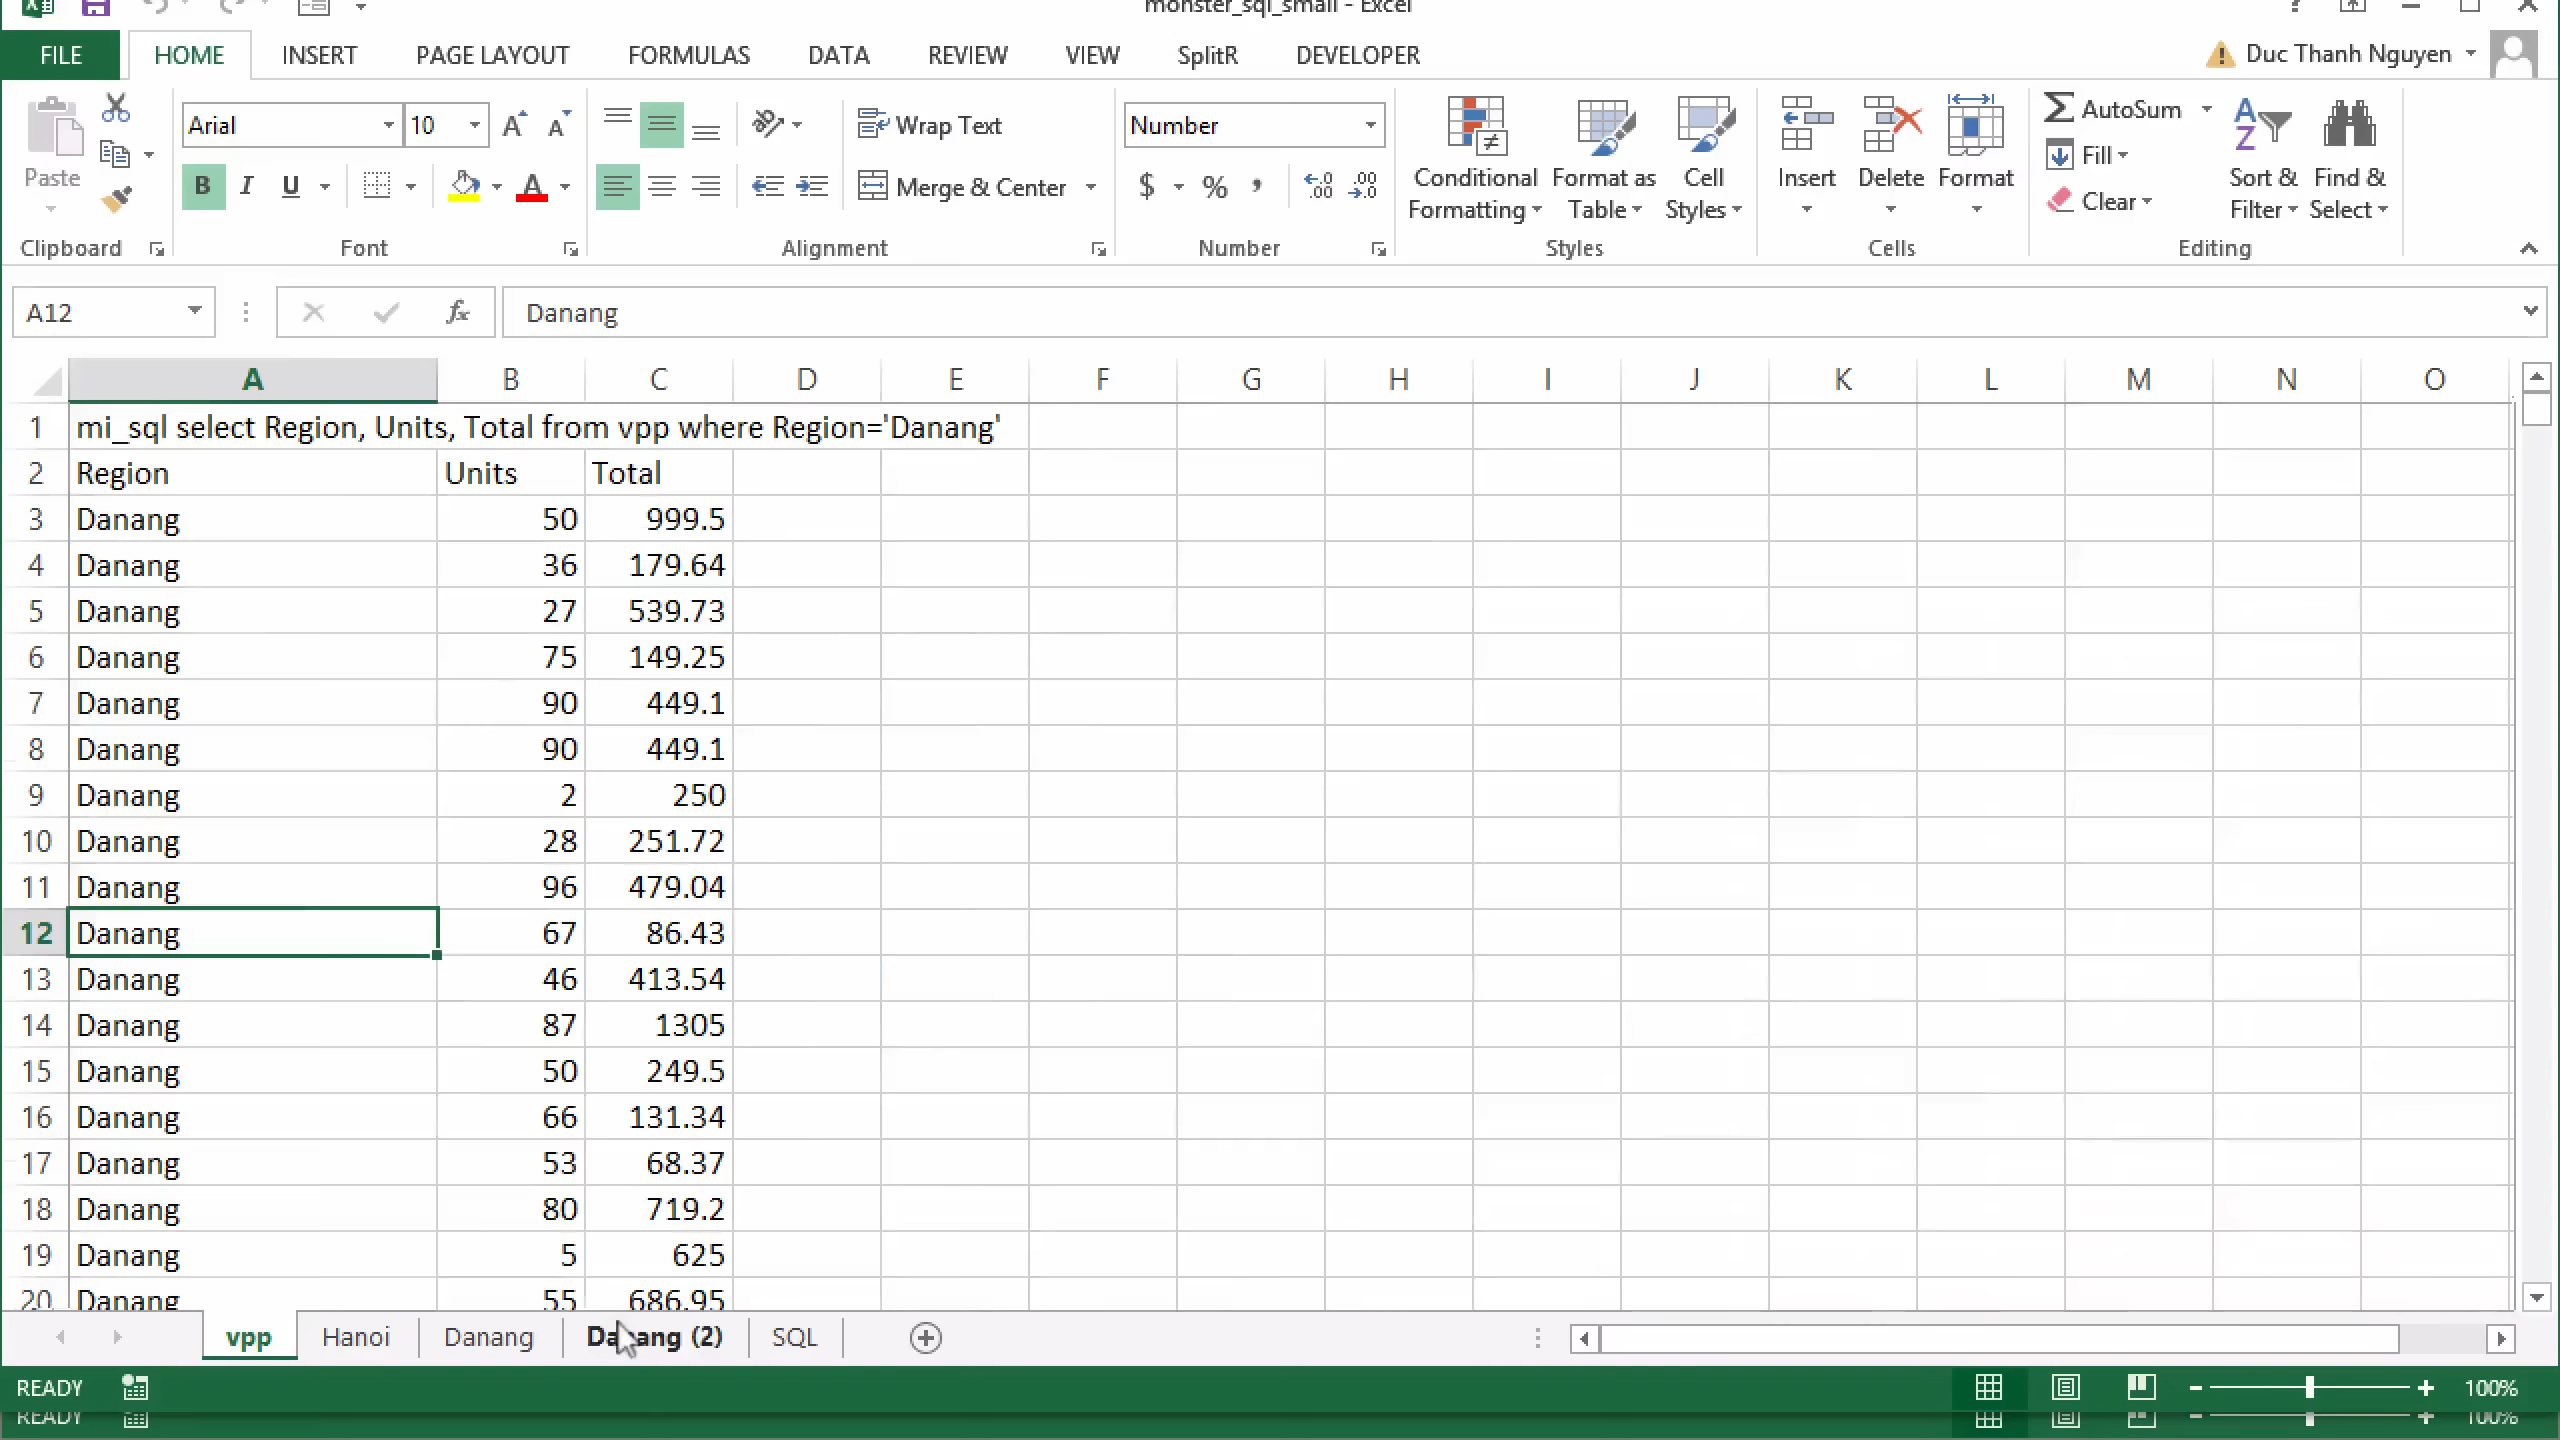 monster_sql_small - Excel
FILE HOME INSERT PAGE LAYOUT FORMULAS DATA REVIEW VIEW SplitR DEVELOPER Duc Thanh Nguyen
Paste
Arial 10
Wrap Text
Merge & Center
Number
Conditional Formatting
Format as Table
Cell Styles
Insert Delete Format
AutoSum
Fill
Clear
Sort & Filter
Find & Select
Clipboard Font Alignment Number Styles Cells Editing
A12 fx Danang
A B C D E F G H I J K L M N O
1 mi_sql select Region, Units, Total from vpp where Region='Danang'
2 Region Units Total
3 Danang 50 999.5
4 Danang 36 179.64
5 Danang 27 539.73
6 Danang 75 149.25
7 Danang 90 449.1
8 Danang 90 449.1
9 Danang 2 250
10 Danang 28 251.72
11 Danang 96 479.04
12 Danang 67 86.43
13 Danang 46 413.54
14 Danang 87 1305
15 Danang 50 249.5
16 Danang 66 131.34
17 Danang 53 68.37
18 Danang 80 719.2
19 Danang 5 625
20 Danang 55 686.95
vpp Hanoi Danang Danang (2) SQL
READY 100%
READY 100%